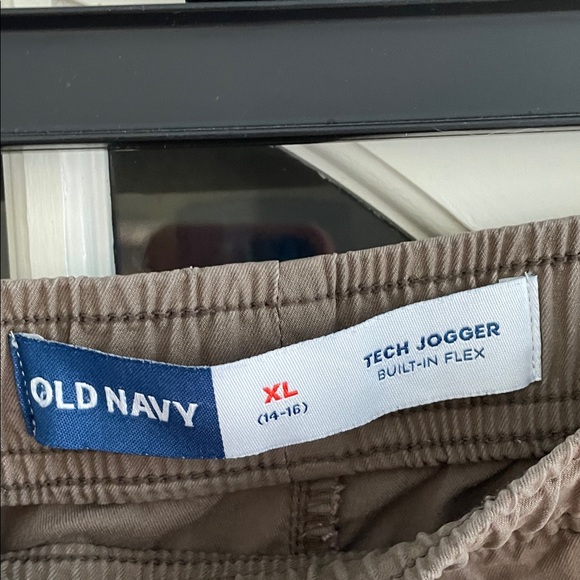 OLD NAVY
XL
(14-16)
TECH JOGGER
BUILT-IN FLEX